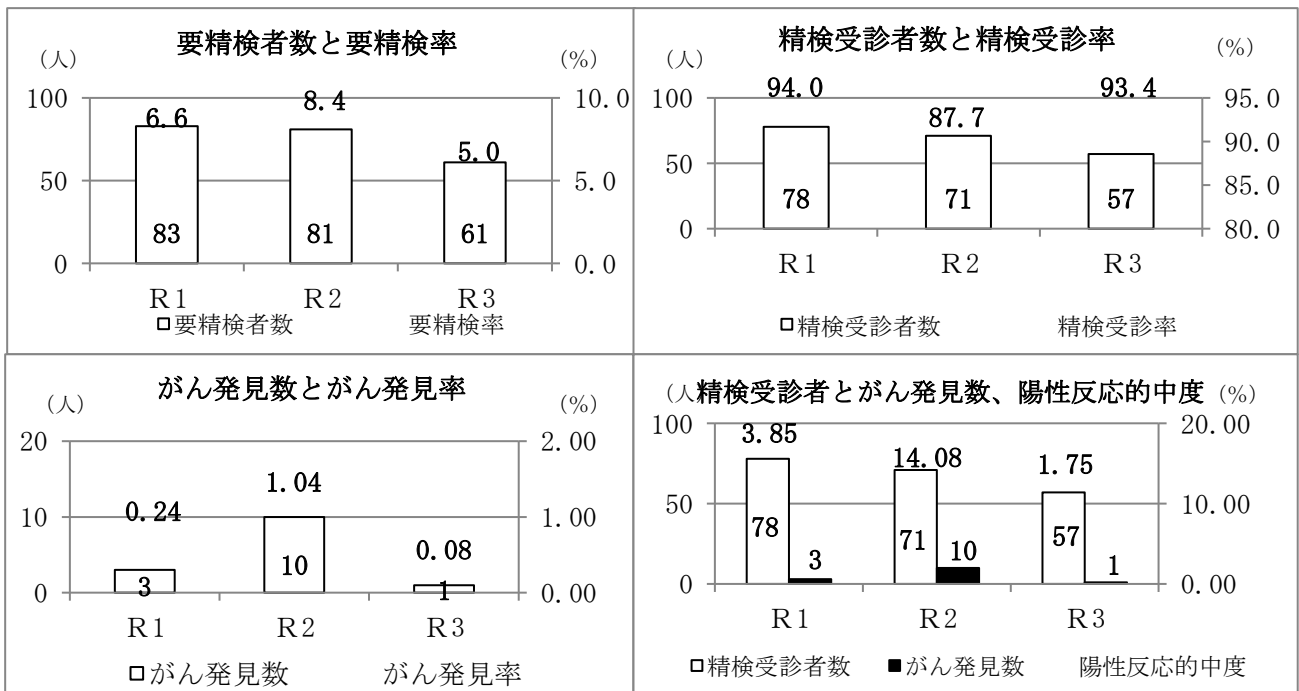 要精検者数と要精検率
（人）
（%）
100
50
0
10.0
5.0
0.0
6.6
8.4
5.0
83
81
61
R1
R2
R3
要精検者数
要精検率
精検受診者数と精検受診率
（人）
（%）
100
50
0
95.0
90.0
85.0
80.0
94.0
87.7
93.4
78
71
57
R1
R2
R3
精検受診者数
精検受診率
がん発見数とがん発見率
（人）
（%）
20
10
0
2.00
1.00
0.00
0.24
1.04
0.08
3
10
1
R1
R2
R3
がん発見数
がん発見率
（人
精検受診者とがん発見数、陽性反応的中度
（%）
100
50
0
20.00
10.00
0.00
3.85
14.08
1.75
78
3
71
10
57
1
R1
R2
R3
精検受診者数
がん発見数
陽性反応的中度